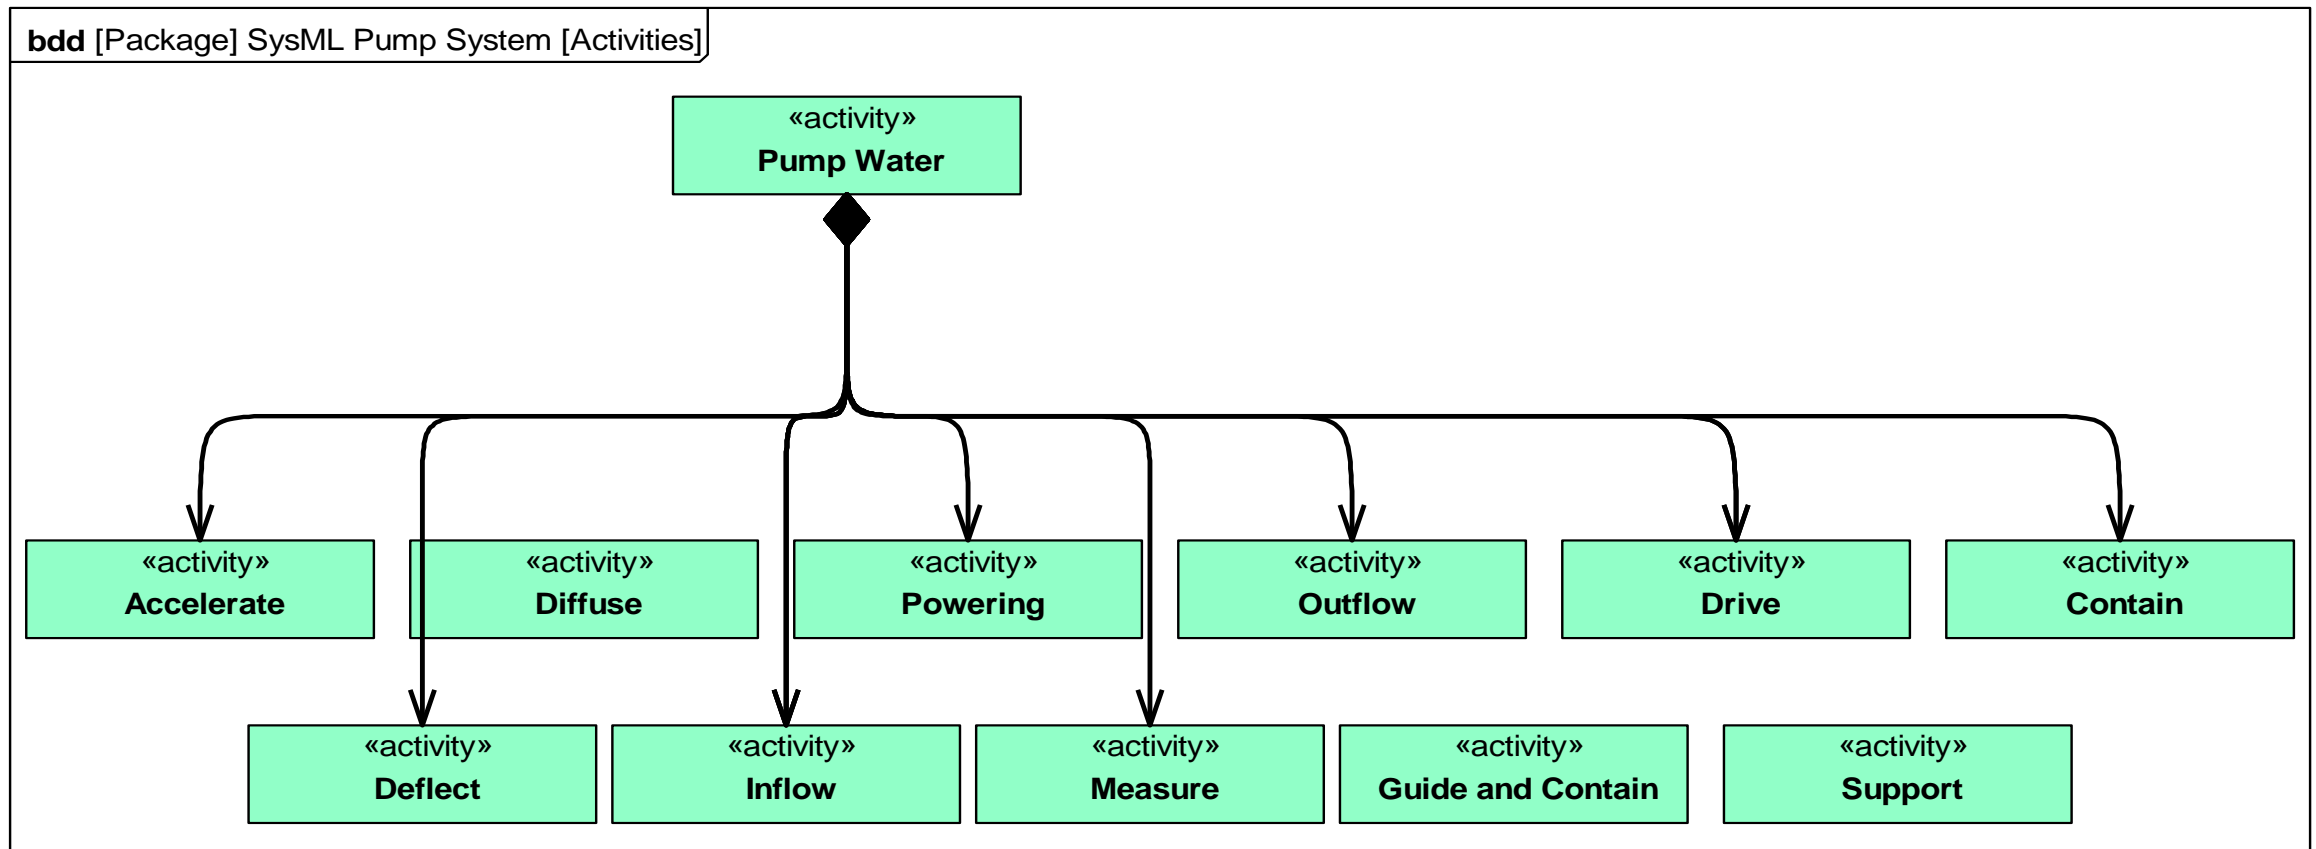 bdd [Package] SysML Pump System [Activities]
«activity»
Pump Water
«activity»
Accelerate
«activity»
Diffuse
«activity»
Powering
«activity»
Outflow
«activity»
Drive
«activity»
Contain
«activity»
Deflect
«activity»
Inflow
«activity»
Measure
«activity»
Guide and Contain
«activity»
Support